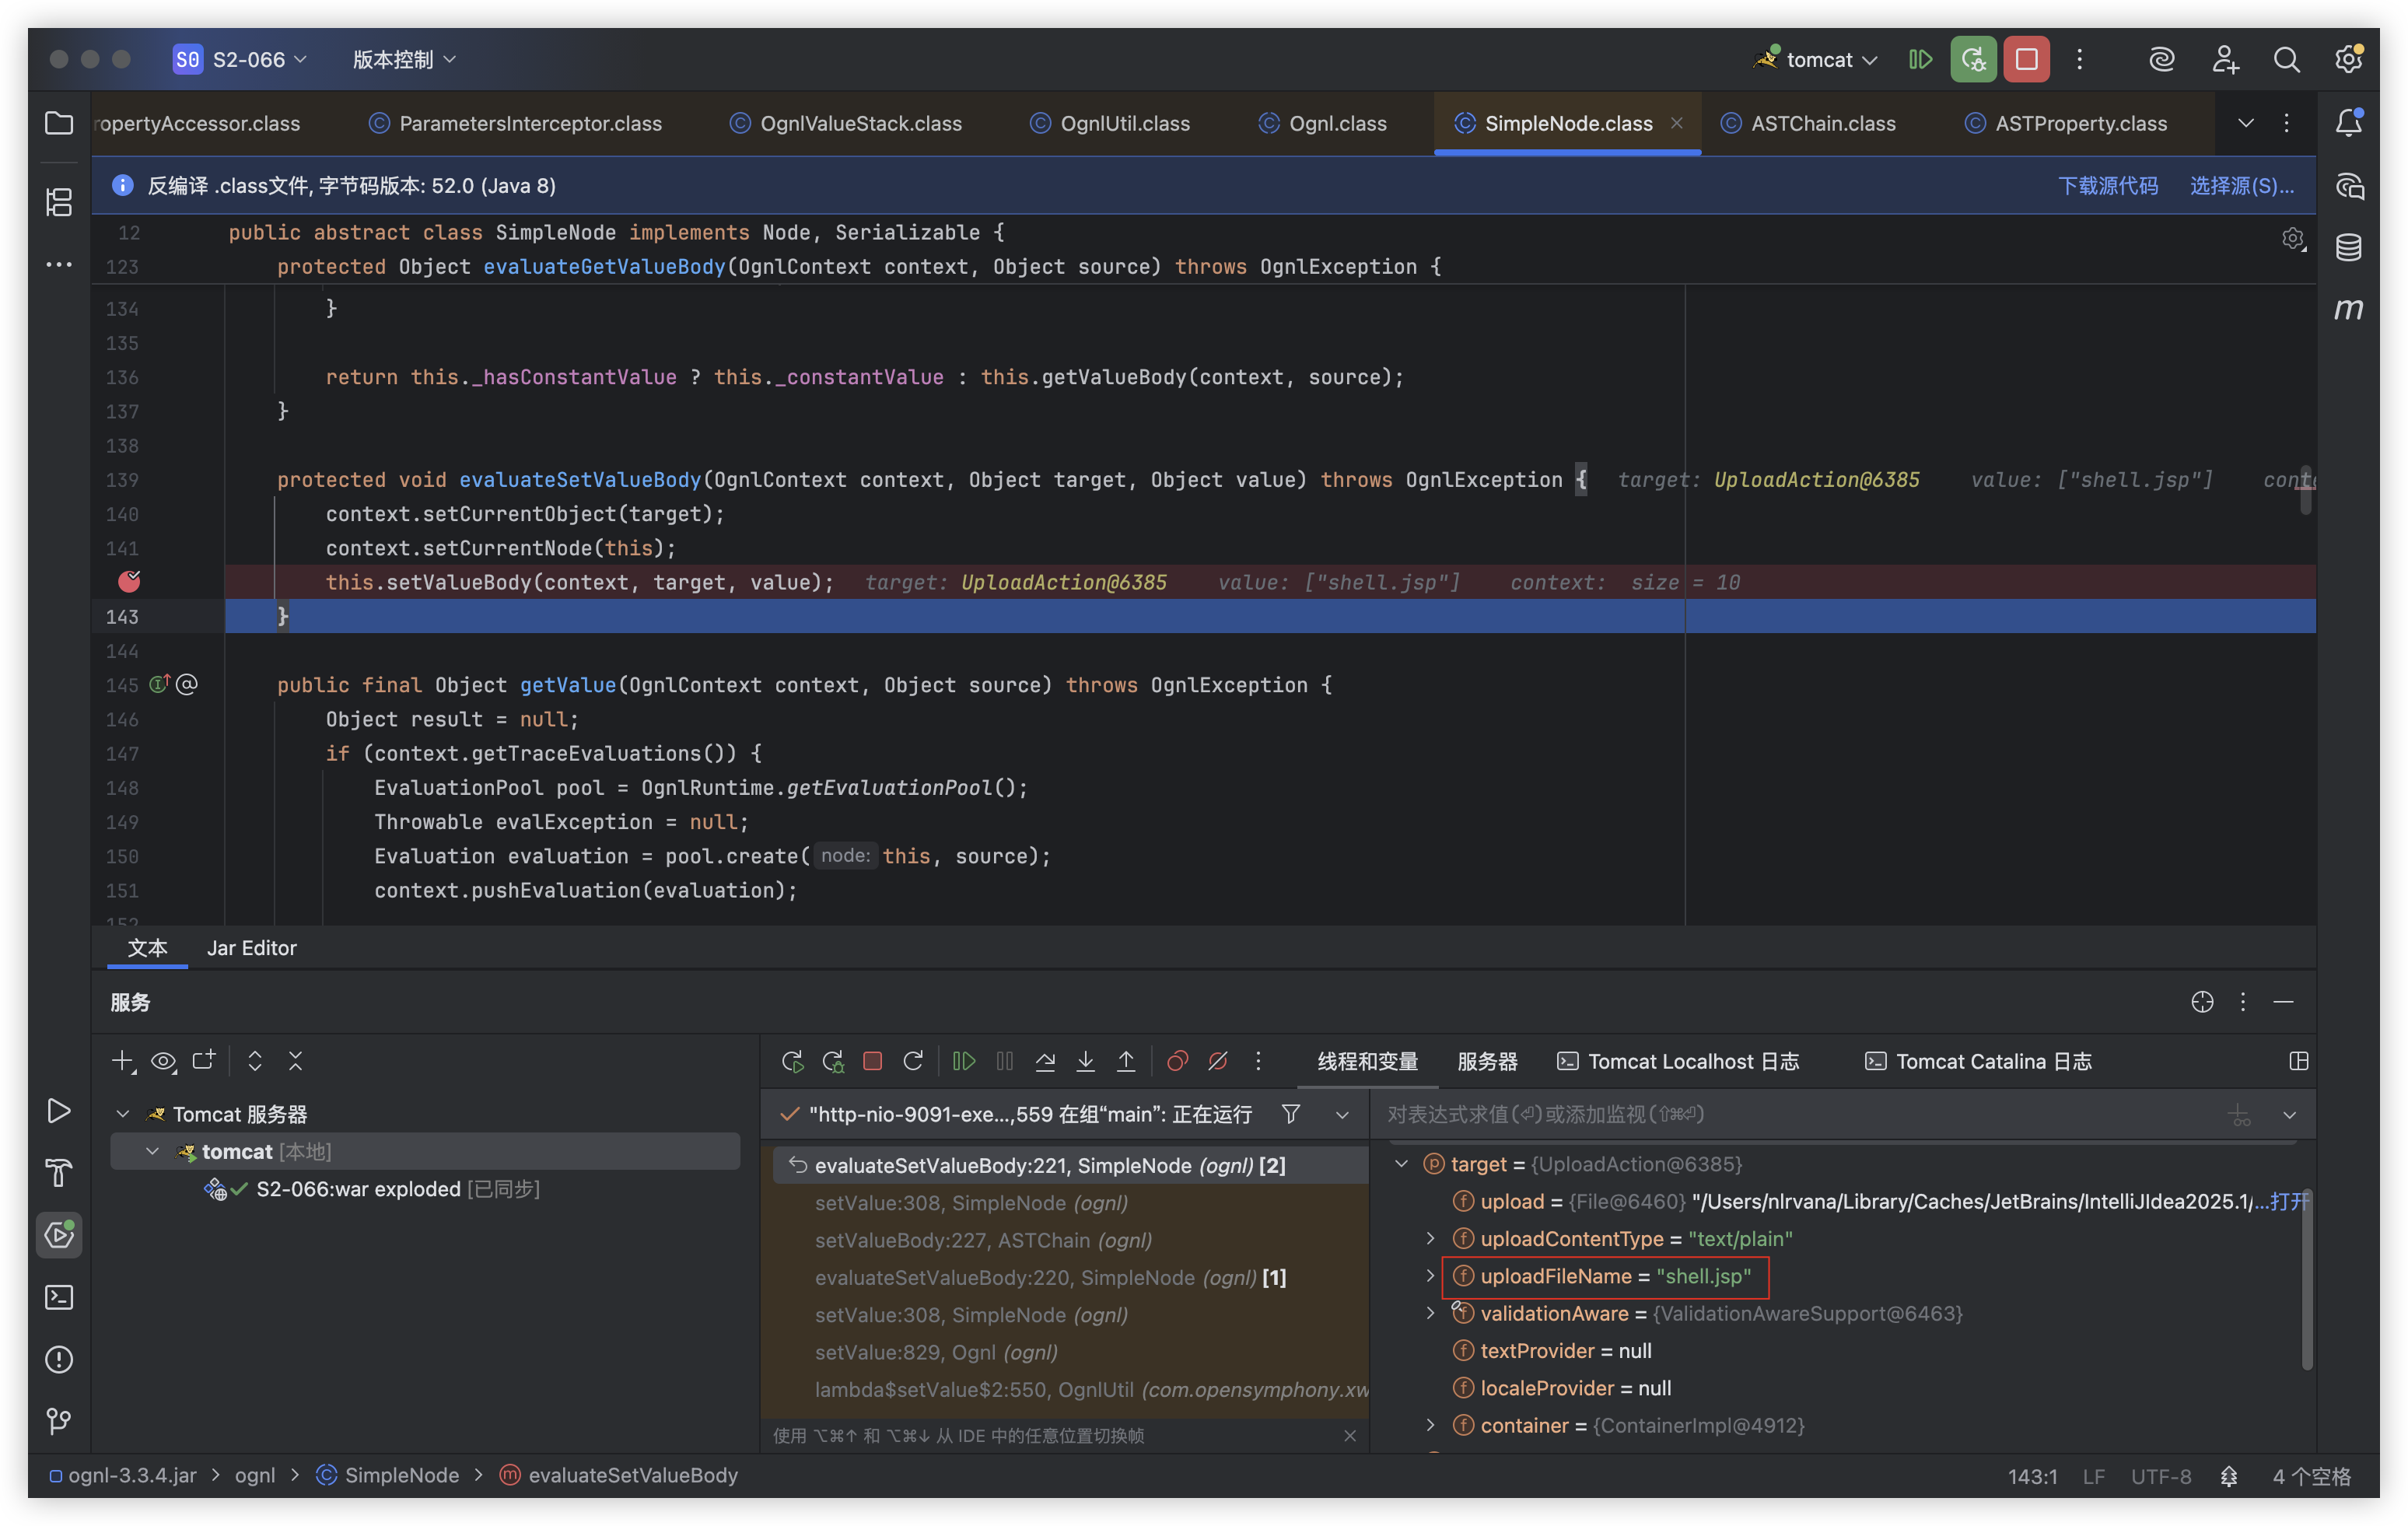 S0 S2-066 版本控制 tomcat
ropertyAccessor.class ParametersInterceptor.class OgnlValueStack.class OgnlUtil.class Ognl.class SimpleNode.class ASTChain.class ASTProperty.class
反编译 .class文件, 字节码版本: 52.0 (Java 8) 下载源代码 选择源(S)...
12 public abstract class SimpleNode implements Node, Serializable {
123 protected Object evaluateGetValueBody(OgnlContext context, Object source) throws OgnlException {
134 }
135
136 return this._hasConstantValue ? this._constantValue : this.getValueBody(context, source);
137 }
138
139 protected void evaluateSetValueBody(OgnlContext context, Object target, Object value) throws OgnlException { target: UploadAction@6385 value: ["shell.jsp"] conte
140 context.setCurrentObject(target);
141 context.setCurrentNode(this);
this.setValueBody(context, target, value); target: UploadAction@6385 value: ["shell.jsp"] context: size = 10
143 }
144
145 @ public final Object getValue(OgnlContext context, Object source) throws OgnlException {
146 Object result = null;
147 if (context.getTraceEvaluations()) {
148 EvaluationPool pool = OgnlRuntime.getEvaluationPool();
149 Throwable evalException = null;
150 Evaluation evaluation = pool.create( node: this, source);
151 context.pushEvaluation(evaluation);
152
文本 Jar Editor
服务
线程和变量 服务器 Tomcat Localhost 日志 Tomcat Catalina 日志
Tomcat 服务器
tomcat [本地]
S2-066:war exploded [已同步]
"http-nio-9091-exe...,559 在组“main”: 正在运行
evaluateSetValueBody:221, SimpleNode (ognl) [2]
setValue:308, SimpleNode (ognl)
setValueBody:227, ASTChain (ognl)
evaluateSetValueBody:220, SimpleNode (ognl) [1]
setValue:308, SimpleNode (ognl)
setValue:829, Ognl (ognl)
lambda$setValue$2:550, OgnlUtil (com.opensymphony.xw
使用 ⌥⌘↑ 和 ⌥⌘↓ 从 IDE 中的任意位置切换帧
对表达式求值(⏎)或添加监视(⇧⌘⏎)
target = {UploadAction@6385}
upload = {File@6460} "/Users/nlrvana/Library/Caches/JetBrains/IntelliJIdea2025.1/...打开
uploadContentType = "text/plain"
uploadFileName = "shell.jsp"
validationAware = {ValidationAwareSupport@6463}
textProvider = null
localeProvider = null
container = {ContainerImpl@4912}
ognl-3.3.4.jar > ognl > SimpleNode > evaluateSetValueBody 143:1 LF UTF-8 4 个空格